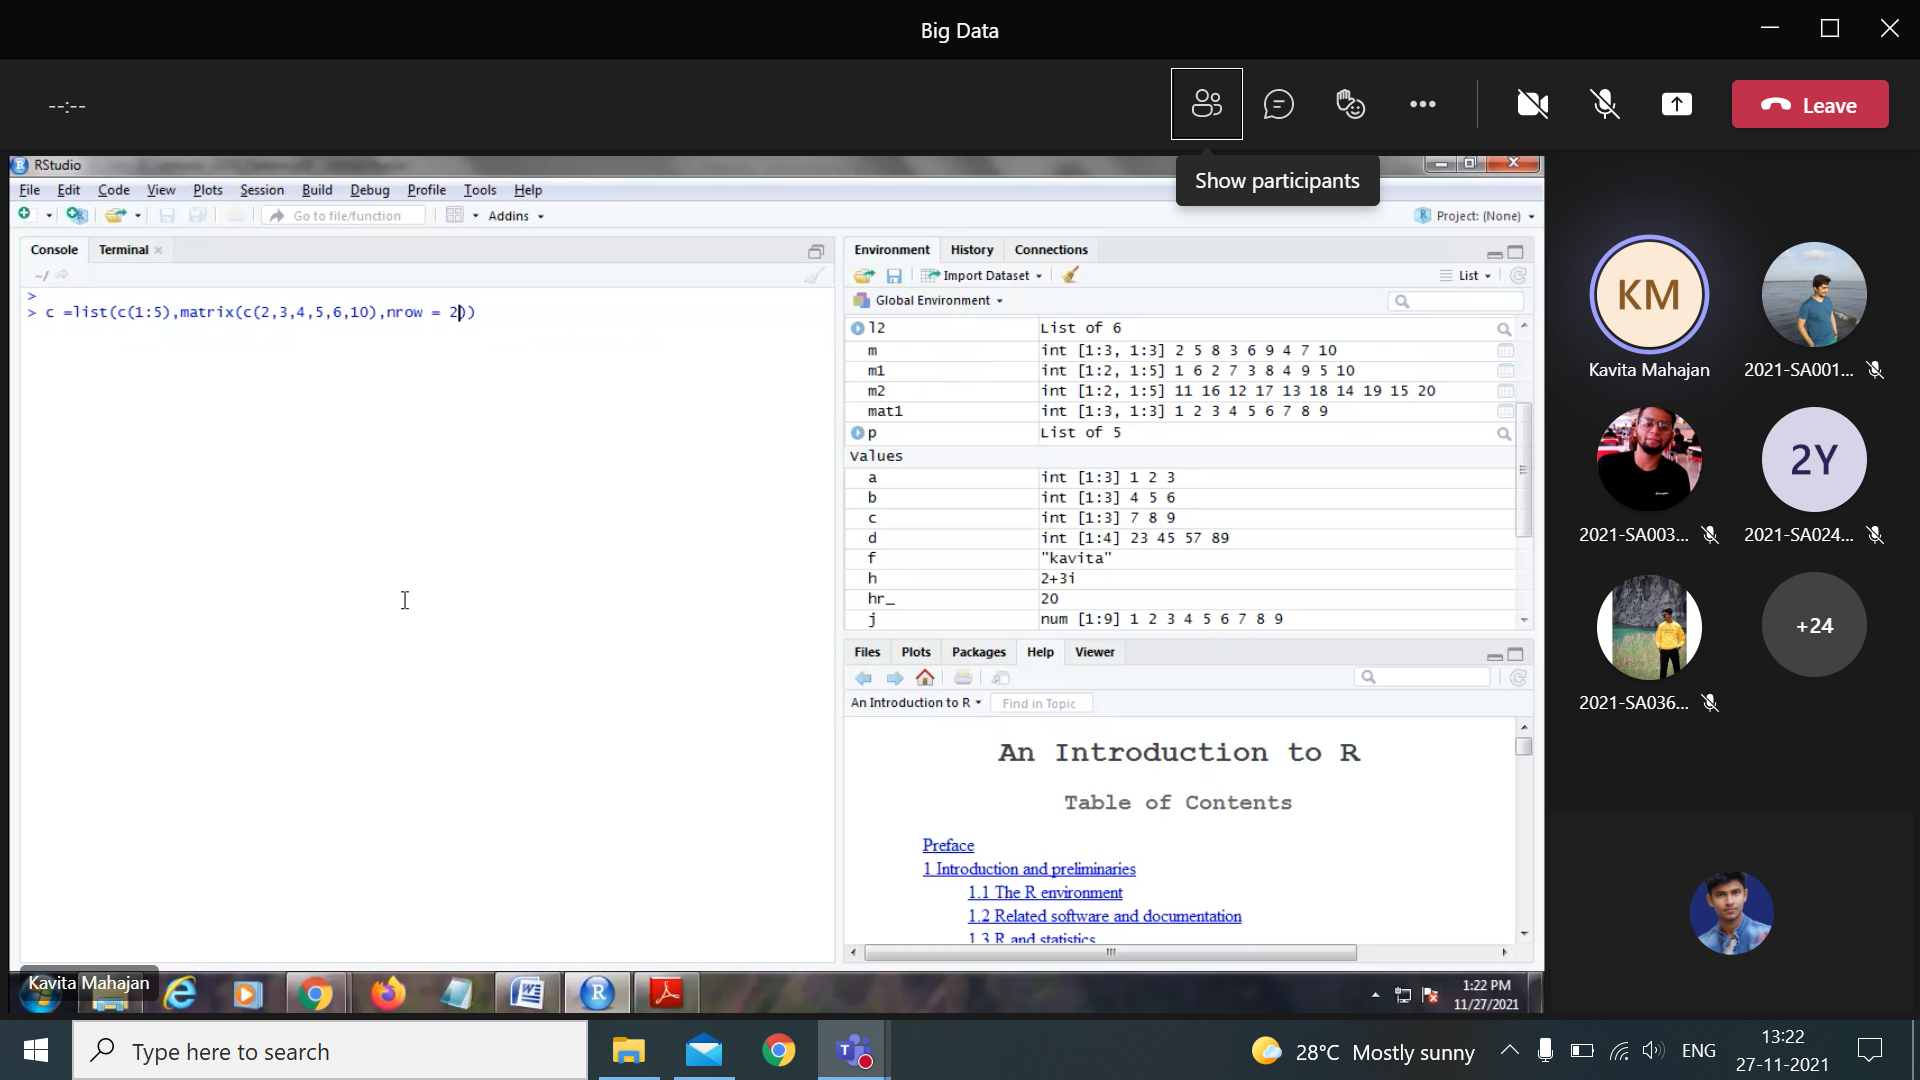 Big Data
--:--
Leave
Show participants
RStudio
File Edit Code View Plots Session Build Debug Profile Tools Help
Go to file/function
Addins
Project: (None)
Console Terminal
~/
>
> c =list(c(1:5),matrix(c(2,3,4,5,6,10),nrow = 2))
Environment History Connections
Import Dataset
List
Global Environment
l2 List of 6
m int [1:3, 1:3] 2 5 8 3 6 9 4 7 10
m1 int [1:2, 1:5] 1 6 2 7 3 8 4 9 5 10
m2 int [1:2, 1:5] 11 16 12 17 13 18 14 19 15 20
mat1 int [1:3, 1:3] 1 2 3 4 5 6 7 8 9
p List of 5
Values
a int [1:3] 1 2 3
b int [1:3] 4 5 6
c int [1:3] 7 8 9
d int [1:4] 23 45 57 89
f "kavita"
h 2+3i
hr_ 20
j num [1:9] 1 2 3 4 5 6 7 8 9
Files Plots Packages Help Viewer
An Introduction to R
Find in Topic
An Introduction to R
Table of Contents
Preface
1 Introduction and preliminaries
1.1 The R environment
1.2 Related software and documentation
1.3 R and statistics
KM
Kavita Mahajan
2021-SA001...
2021-SA003...
2Y
2021-SA024...
2021-SA036...
+24
Kavita Mahajan
1:22 PM
11/27/2021
Type here to search
28°C Mostly sunny
ENG
13:22
27-11-2021